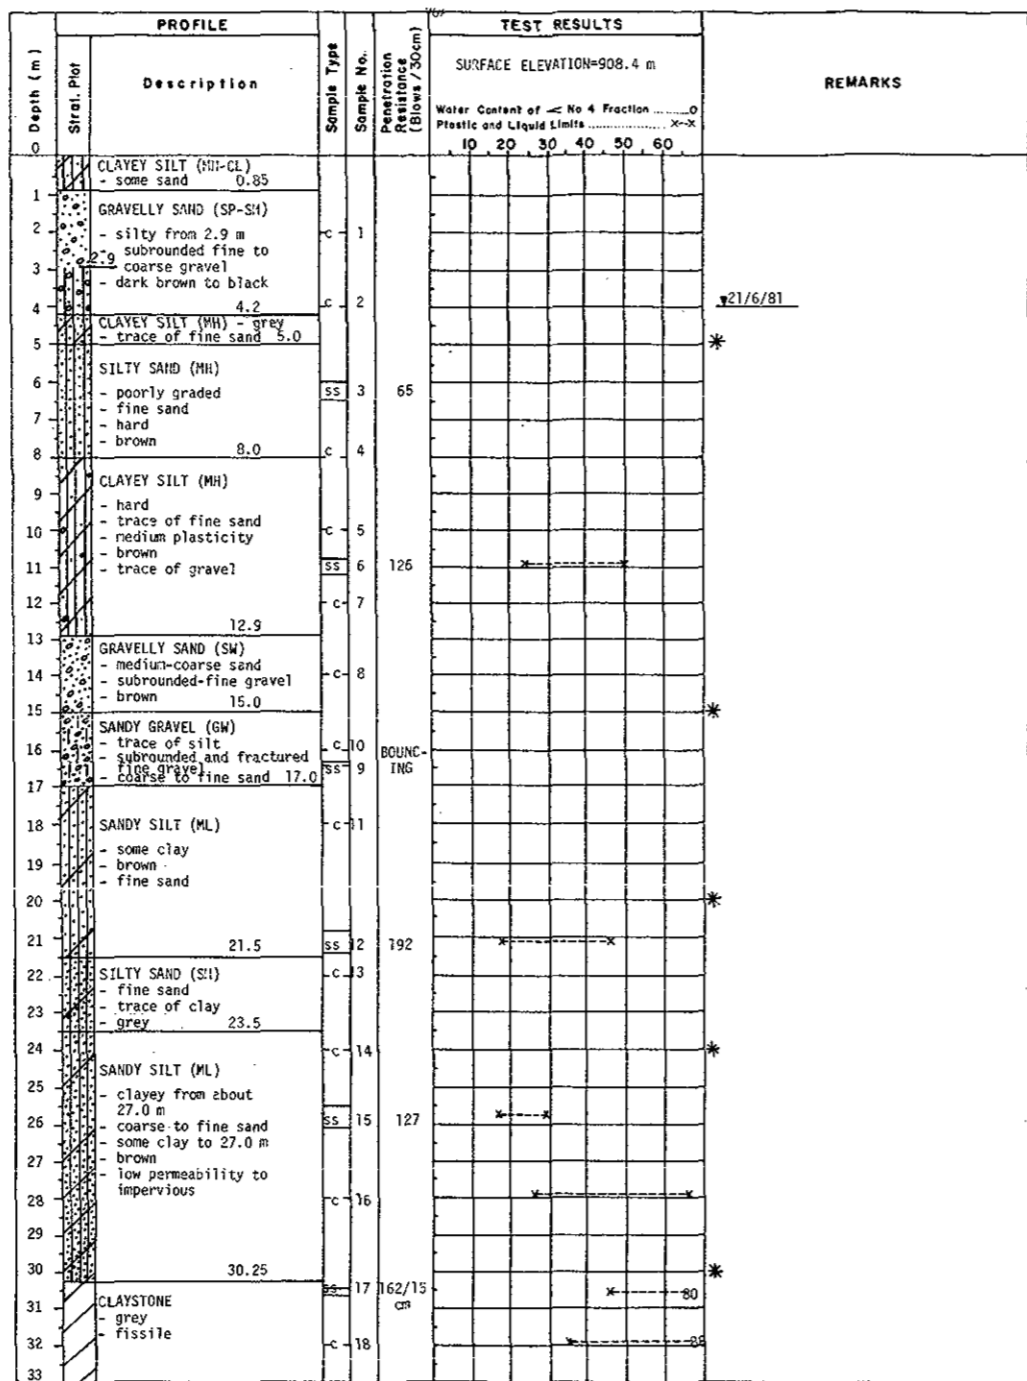 PROFILE
TEST RESULTS
Depth (m)
Strat. Plot
Description
Sample Type
Sample No.
Penetration Resistance (Blows /30cm)
SURFACE ELEVATION=908.4 m
REMARKS
Water Content of < No 4 Fraction ........O
Plastic and Liquid Limits .................. X--X
0
10 20 30 40 50 60
CLAYEY SILT (MH-CL)
- some sand 0.85
1
GRAVELLY SAND (SP-SM)
2
- silty from 2.9 m
c 1
- subrounded fine to
2.9
coarse gravel
3
- dark brown to black
4
4.2
c 2
21/6/81
CLAYEY SILT (MH) - grey
- trace of fine sand 5.0
5
SILTY SAND (MH)
6
- poorly graded
ss 3 65
- fine sand
7
- hard
- brown
8
8.0
c 4
CLAYEY SILT (MH)
9
- hard
- trace of fine sand
10
c 5
- medium plasticity
- brown
11
- trace of gravel
ss 6 126
12
c 7
12.9
13
GRAVELLY SAND (SW)
- medium-coarse sand
14
- subrounded-fine gravel
c 8
- brown 15.0
15
SANDY GRAVEL (GW)
- trace of silt
c 10
16
- subrounded and fractured
BOUNC-
fine gravel
ss 9 ING
- coarse to fine sand 17.0
17
18
SANDY SILT (ML)
c 11
- some clay
19
- brown
- fine sand
20
21
21.5
ss 12 192
22
SILTY SAND (SM)
c 13
- fine sand
23
- trace of clay
- grey 23.5
24
c 14
SANDY SILT (ML)
25
- clayey from about
27.0 m
26
- coarse to fine sand
ss 15 127
- some clay to 27.0 m
27
- brown
- low permeability to
impervious
28
c 16
29
30
30.25
ss 17 162/15
cm
80
31
CLAYSTONE
- grey
- fissile
32
c 18
88
33